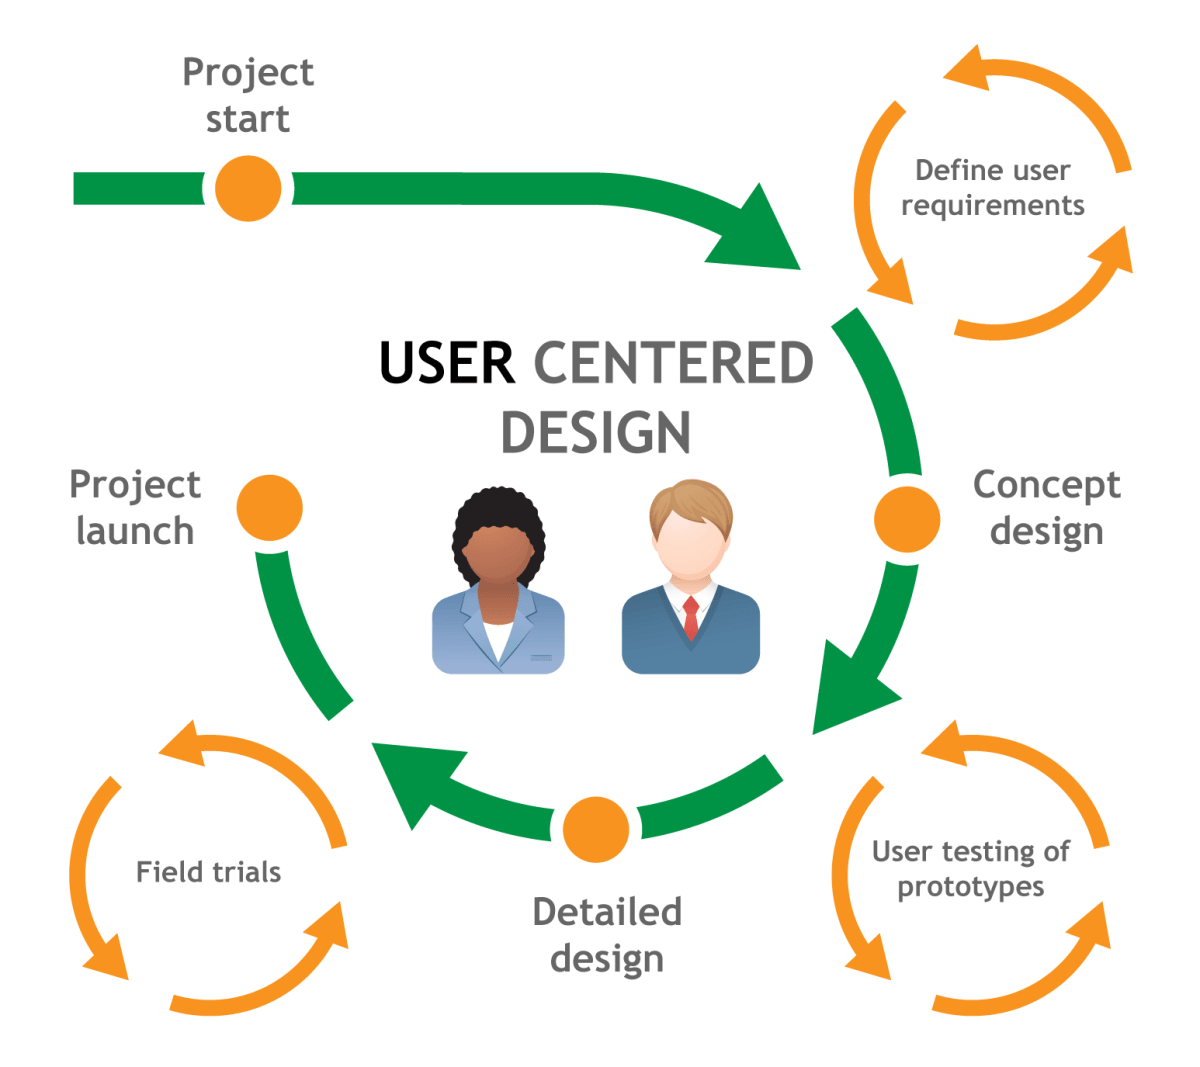 Project
start
Define user
requirements
USER CENTERED
DESIGN
Concept
design
User testing of
prototypes
Detailed
design
Field trials
Project
launch